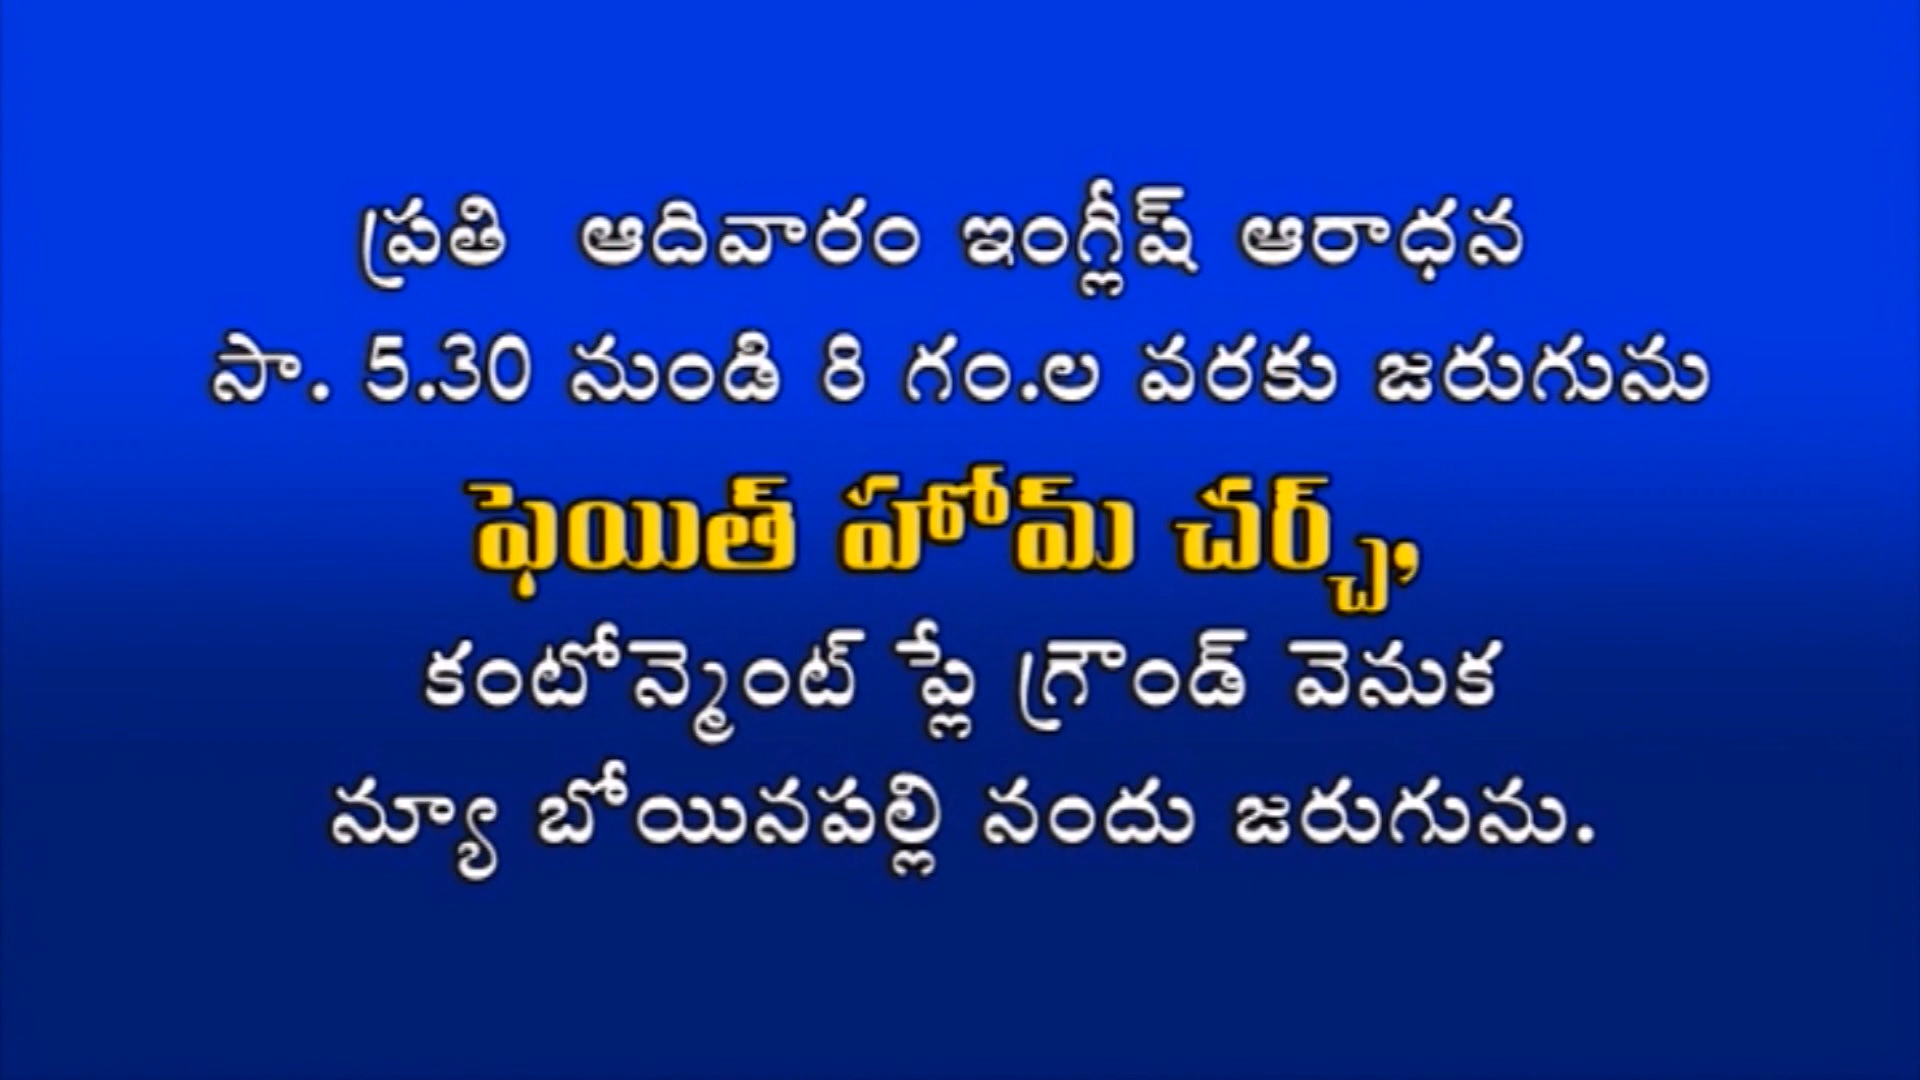 ప్రతి ఆదివారం ఇంగ్లీష్ ఆరాధన
సా. 5.30 నుండి 8 గం.ల వరకు జరుగును
ఫెయిత్ హోమ్ చర్చ్,
కంటోన్మెంట్ ప్లే గ్రౌండ్ వెనుక
న్యూ బోయినపల్లి నందు జరుగును.